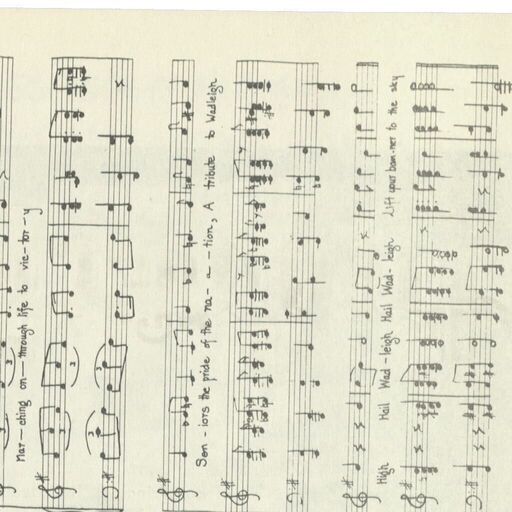 Mar—ching on—through life to vic-tor-y
Sen-iors the pride of the na-a-tion, A tribute to Wadleigh
High Hail Wad-leigh Hail Wad-leigh. Lift your ban-ner to the sky